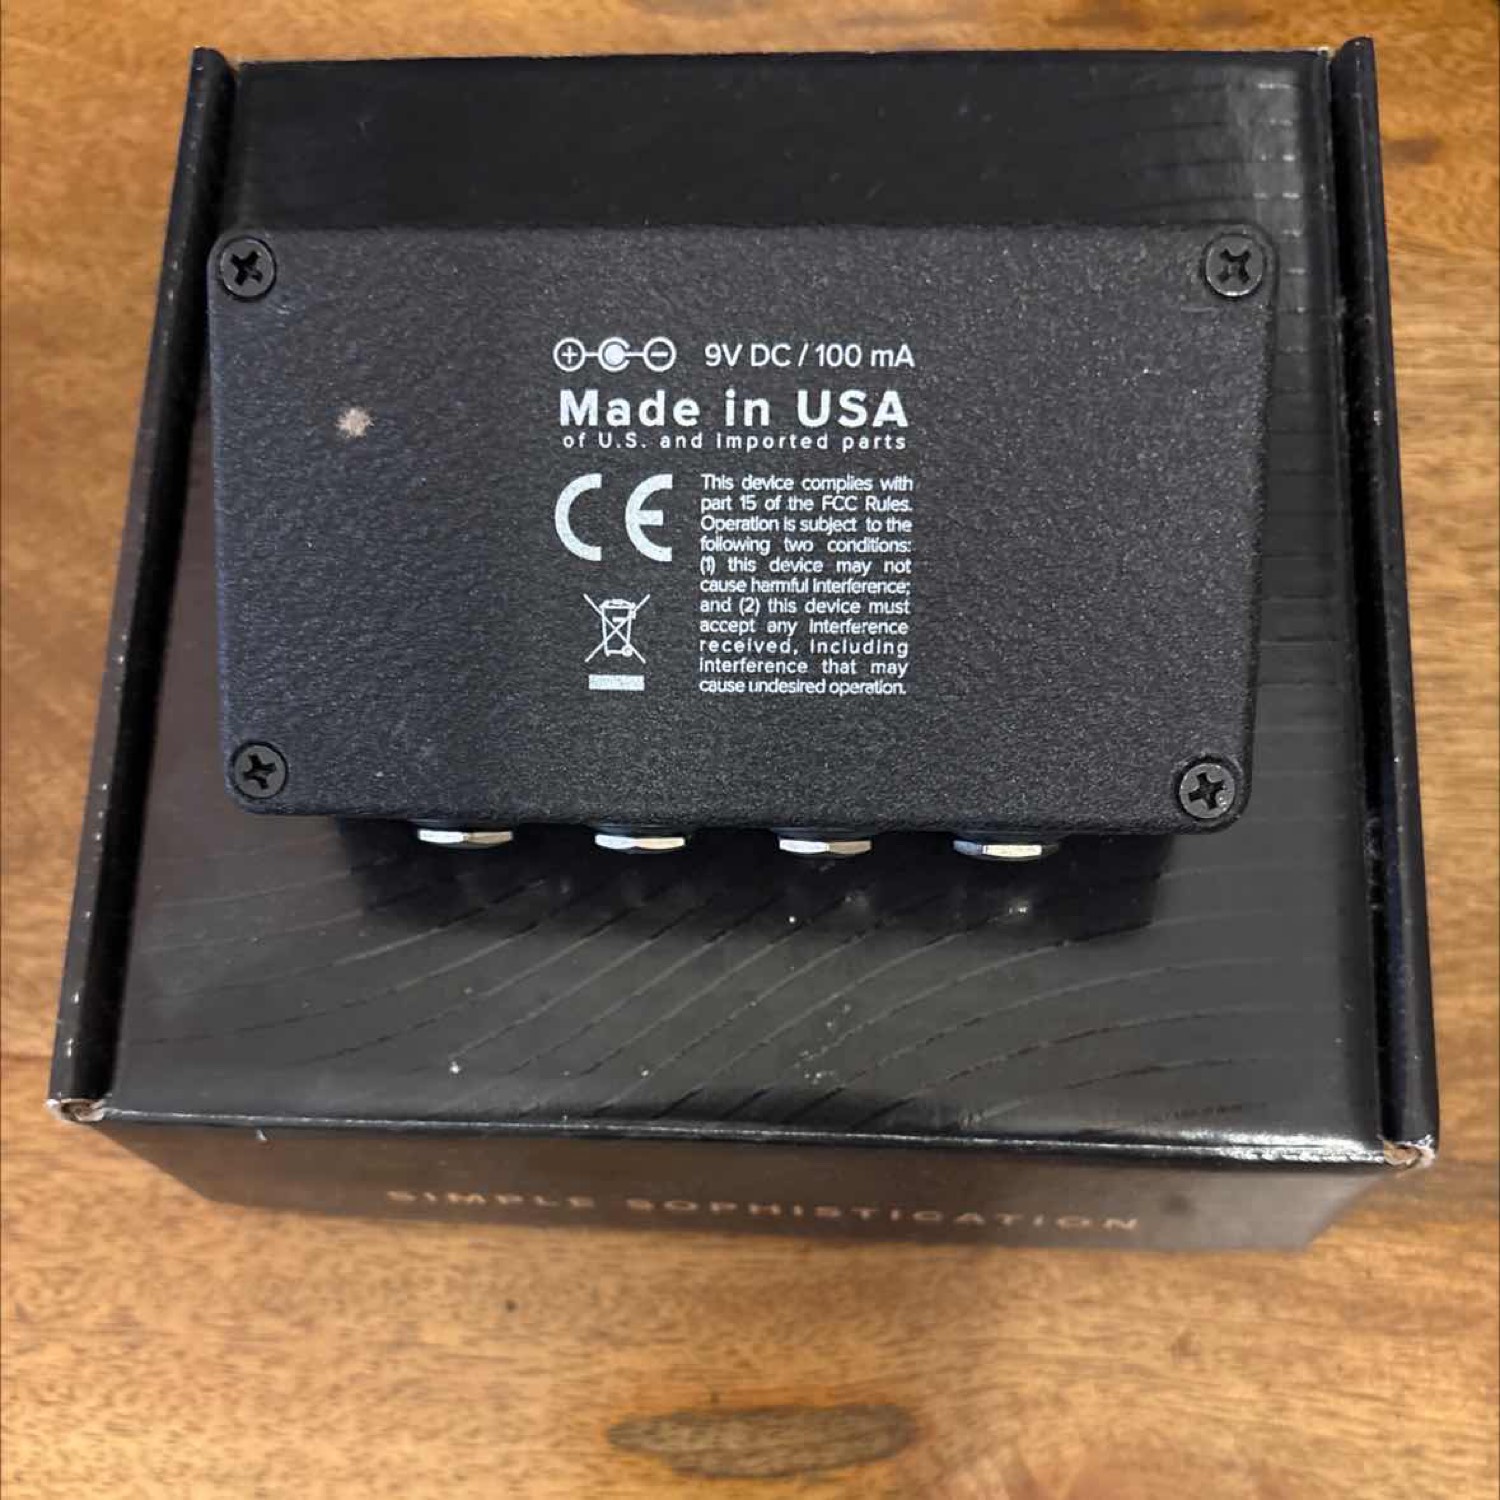 9V DC / 100 mA
Made in USA
of U.S. and Imported parts
CE
This device complies with
part 15 of the FCC Rules.
Operation is subject to the
following two conditions:
(1) this device may not
cause harmful interference;
and (2) this device must
accept any interference
received, including
interference that may
cause undesired operation.
SIMPLE SOPHISTICATION